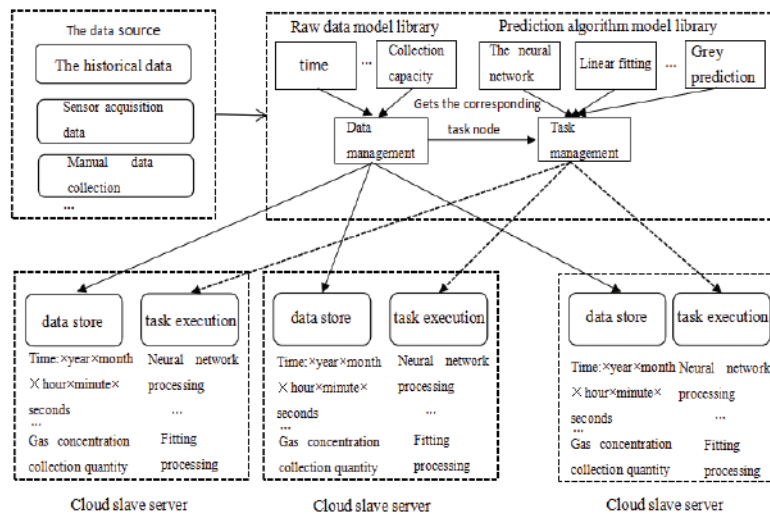 The data source
The historical data
Sensor acquisition
data
Manual data
collection
...
Raw data model library
time
...
Collection
capacity
Prediction algorithm model library
The neural
network
Linear fitting
...
Grey
prediction
Gets the corresponding
task node
Data
management
Task
management
data store
task execution
Time:×year×month
×hour×minute×
seconds
...
Gas concentration
collection quantity
Neural network
processing
...
Fitting
processing
Cloud slave server
data store
task execution
Time:×year×month
×hour×minute×
seconds
...
Gas concentration
collection quantity
Neural network
processing
...
Fitting
processing
Cloud slave server
data store
task execution
Time:×year×month
×hour×minute×
seconds
...
Gas concentration
collection quantity
Neural network
processing
...
Fitting
processing
Cloud slave server